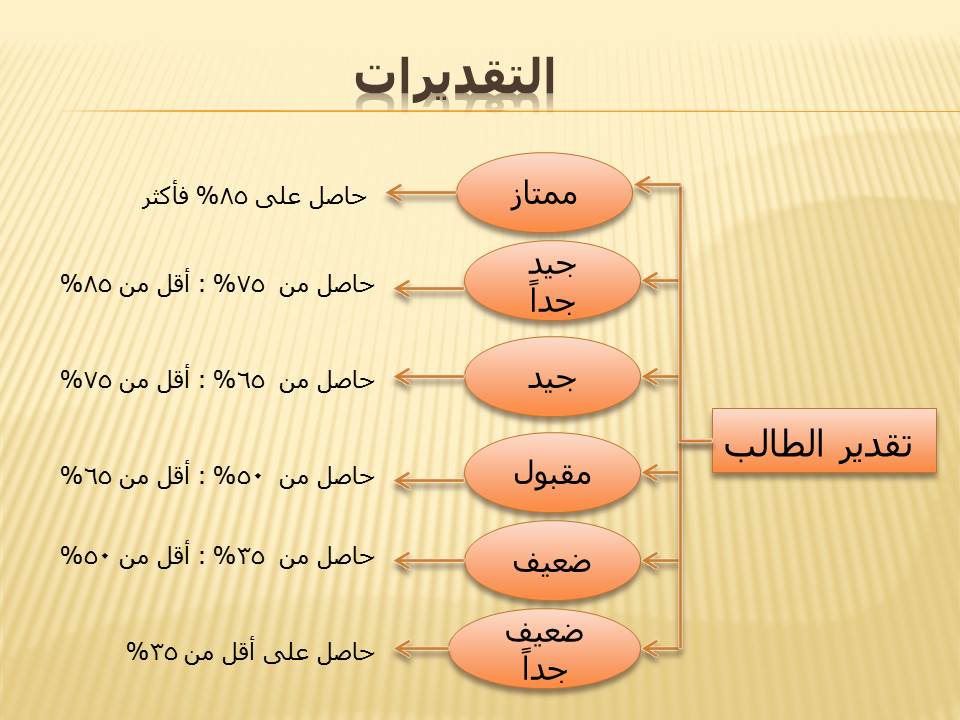 التقديرات
تقدير الطالب
ممتاز
حاصل على ٨٥% فأكثر
جيد
جداً
حاصل من ٧٥% : أقل من ٨٥%
جيد
حاصل من ٦٥% : أقل من ٧٥%
مقبول
حاصل من ٥٠% : أقل من ٦٥%
ضعيف
حاصل من ٣٥% : أقل من ٥٠%
ضعيف
جداً
حاصل على أقل من ٣٥%